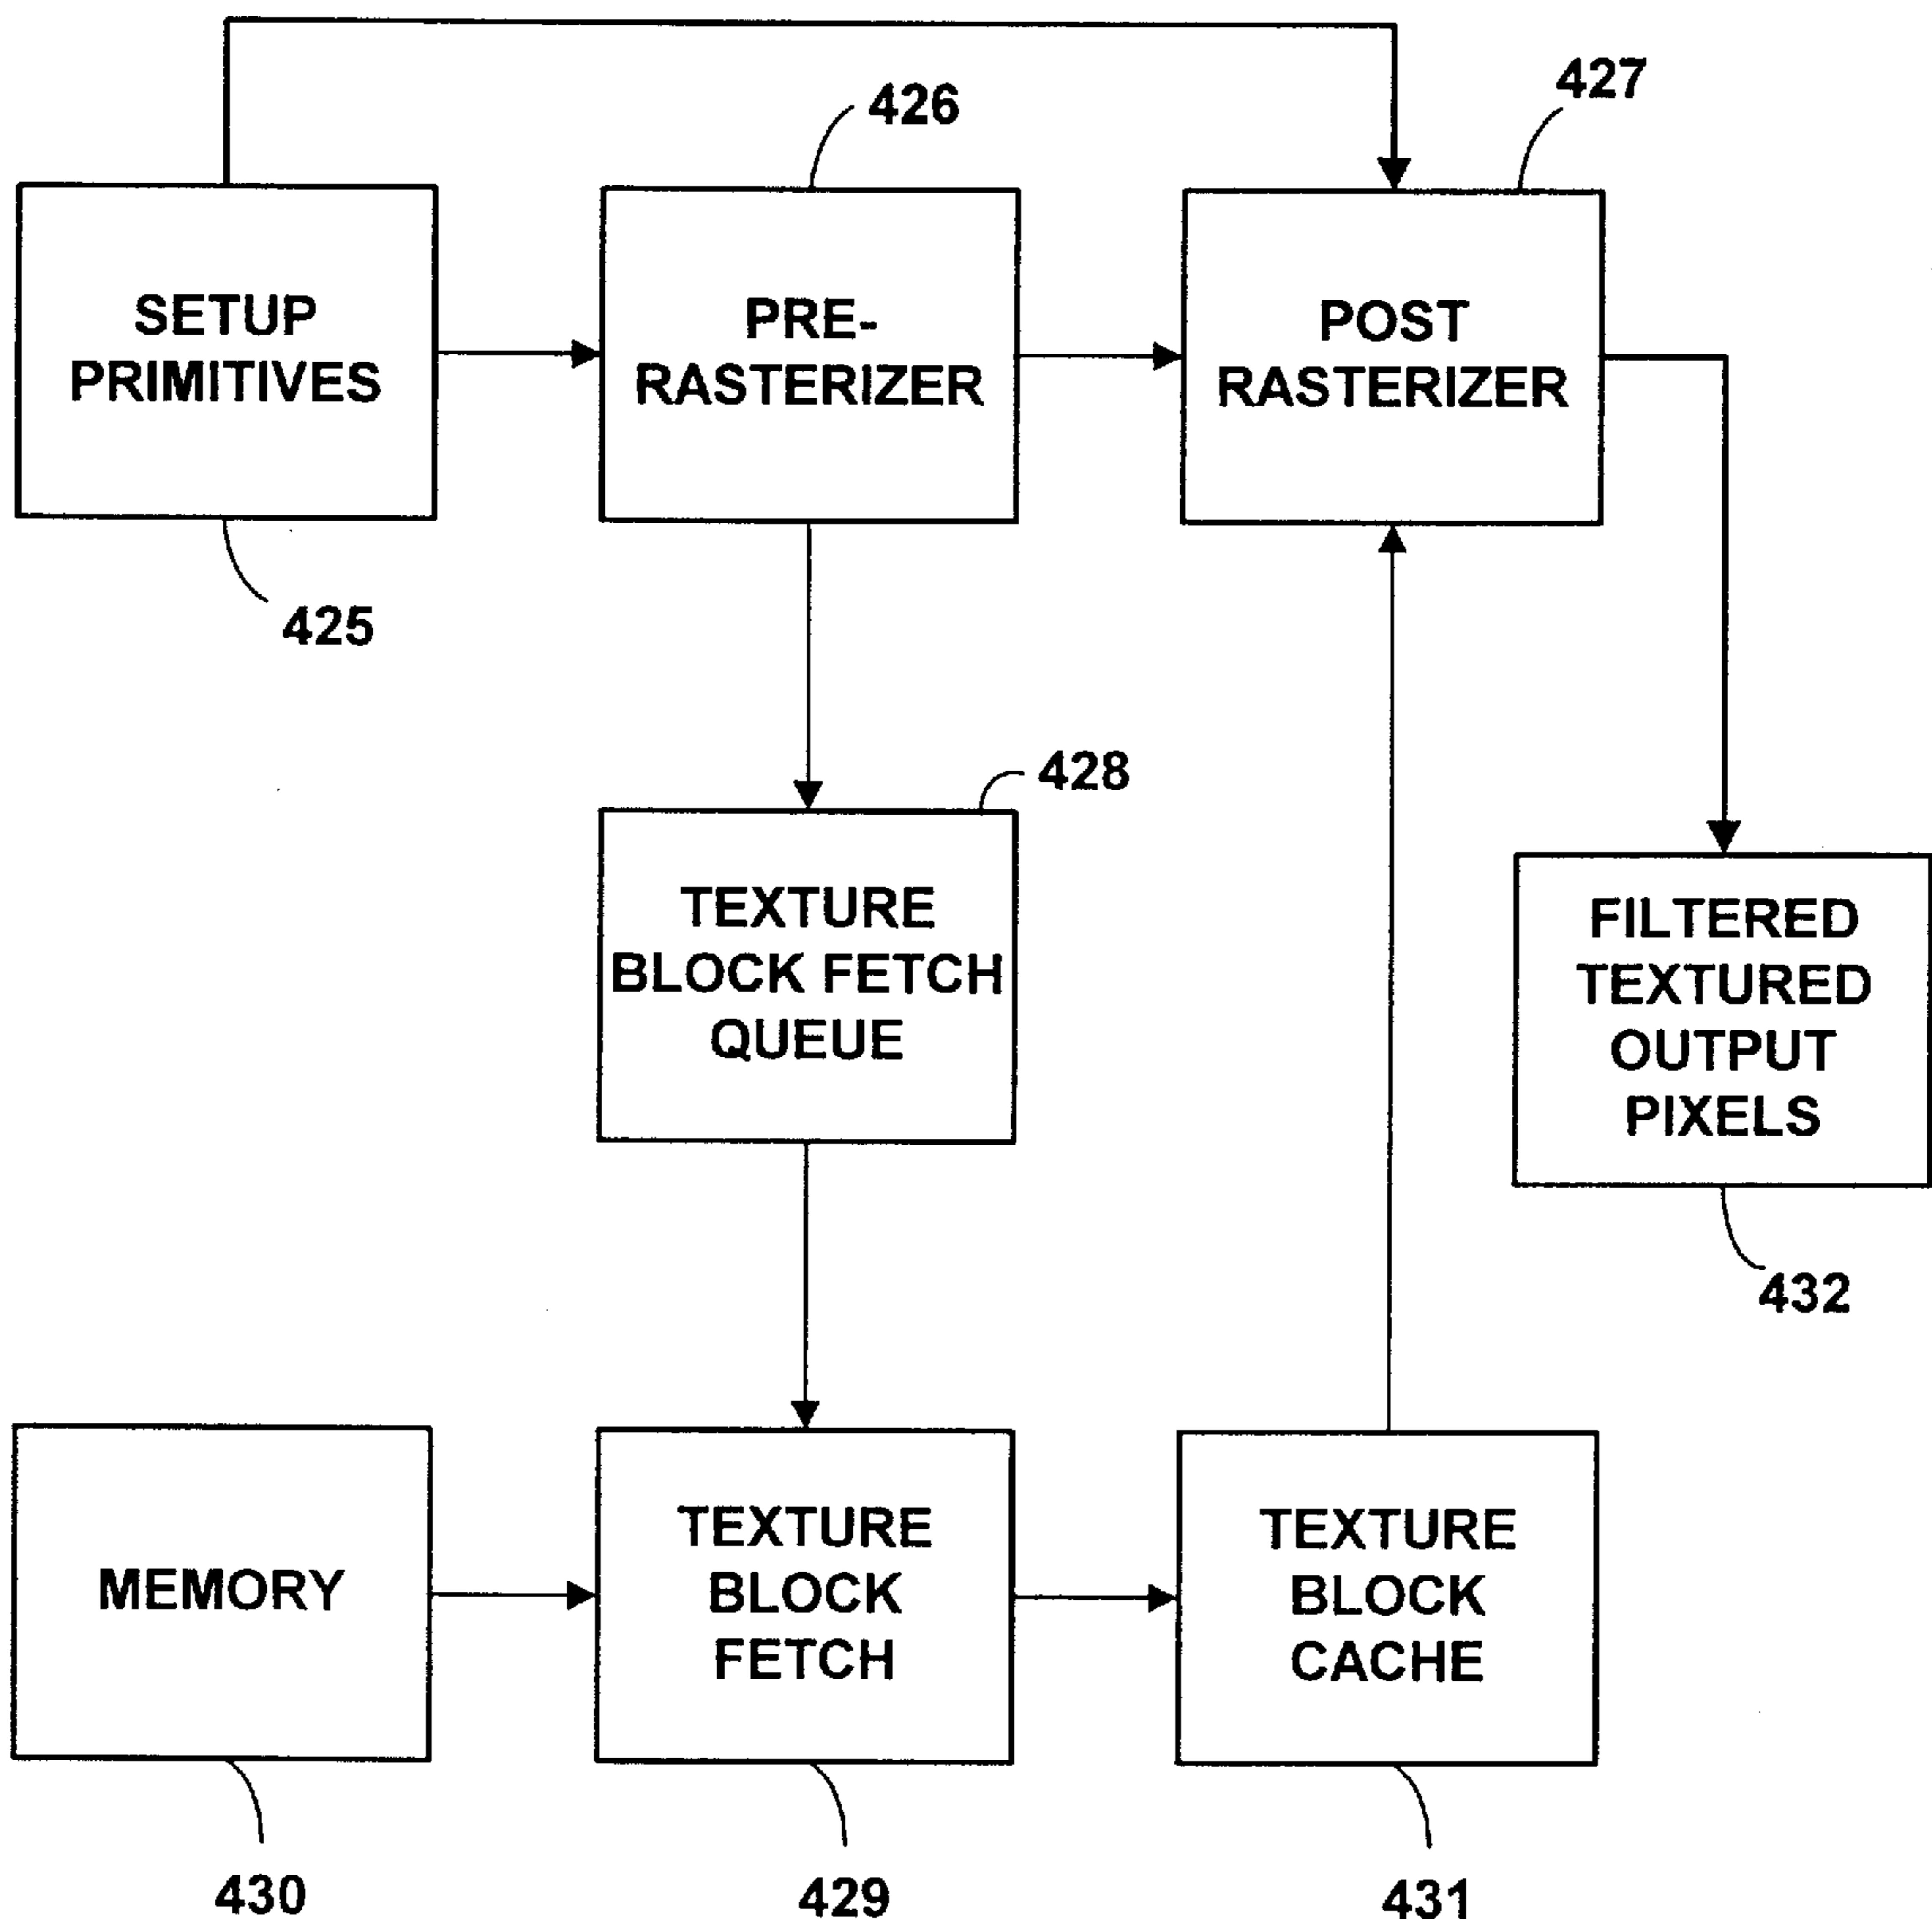 426
427
SETUP
PRIMITIVES
PRE-
RASTERIZER
POST
RASTERIZER
425
428
TEXTURE
BLOCK FETCH
QUEUE
FILTERED
TEXTURED
OUTPUT
PIXELS
432
MEMORY
TEXTURE
BLOCK
FETCH
TEXTURE
BLOCK
CACHE
430
429
431